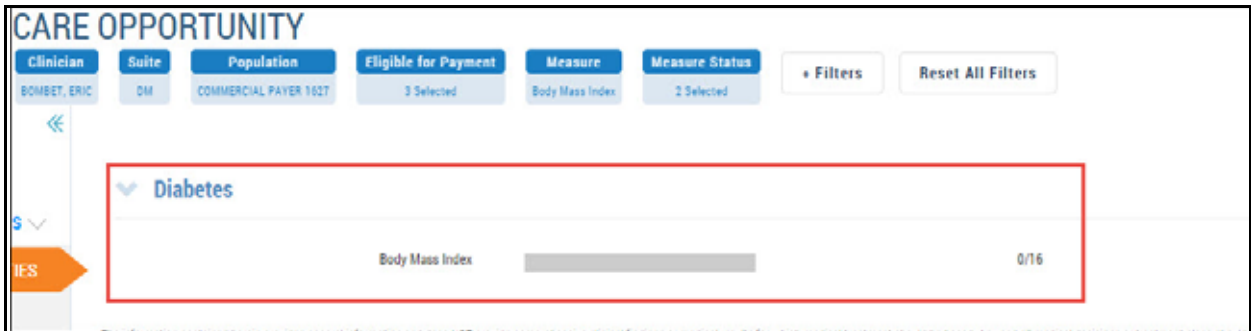 CARE OPPORTUNITY
Clinician Suite Population Eligible for Payment Measure Measure Status
BOMBET, ERIC DM COMMERCIAL PAYER 1627 3 Selected Body Mass Index 2 Selected
+ Filters Reset All Filters
Diabetes
S
IES
Body Mass Index 0/16